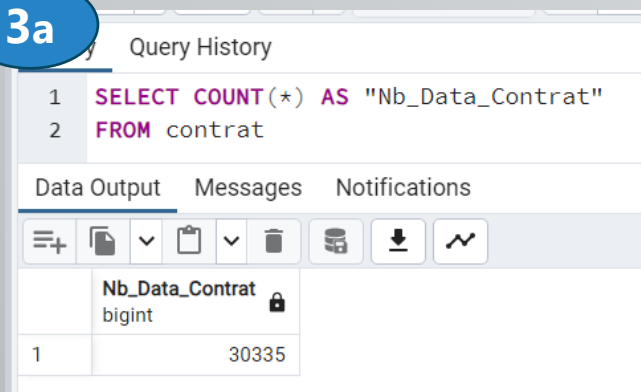 3a
y Query History
1 SELECT COUNT(*) AS "Nb_Data_Contrat"
2 FROM contrat
Data Output Messages Notifications
Nb_Data_Contrat
bigint
1 30335